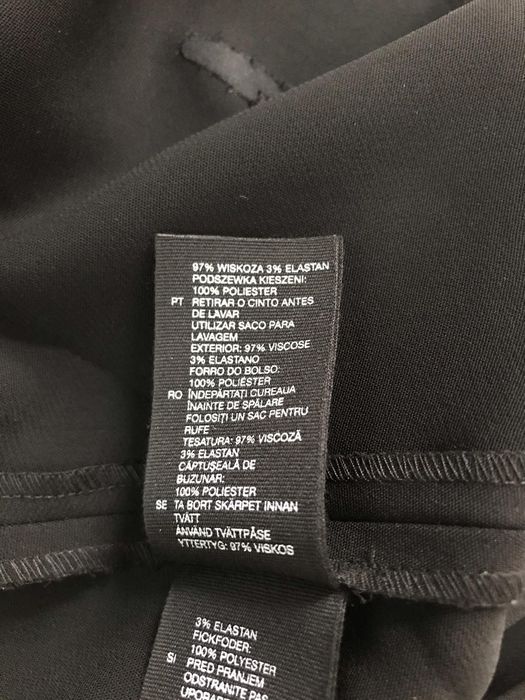 97% WISKOZA 3% ELASTAN
PODSZEWKA KIESZENI:
100% POLIESTER
PT RETIRAR O CINTO ANTES
DE LAVAR
UTILIZAR SACO PARA
LAVAGEM
EXTERIOR: 97% VISCOSE
3% ELASTANO
FORRO DO BOLSO:
100% POLIÉSTER
RO ÎNDEPĂRTAȚI CUREAUA
ÎNAINTE DE SPĂLARE
FOLOSIȚI UN SAC PENTRU
RUFE
TESATURA: 97% VISCOZĂ
3% ELASTAN
CĂPTUȘEALĂ DE
BUZUNAR:
100% POLIESTER
SE TA BORT SKÄRPET INNAN
TVÄTT
ANVÄND TVÄTTPÅSE
YTTERTYG: 97% VISKOS
3% ELASTAN
FICKFODER:
100% POLYESTER
SI PRED PRANJEM
ODSTRANITE PAS